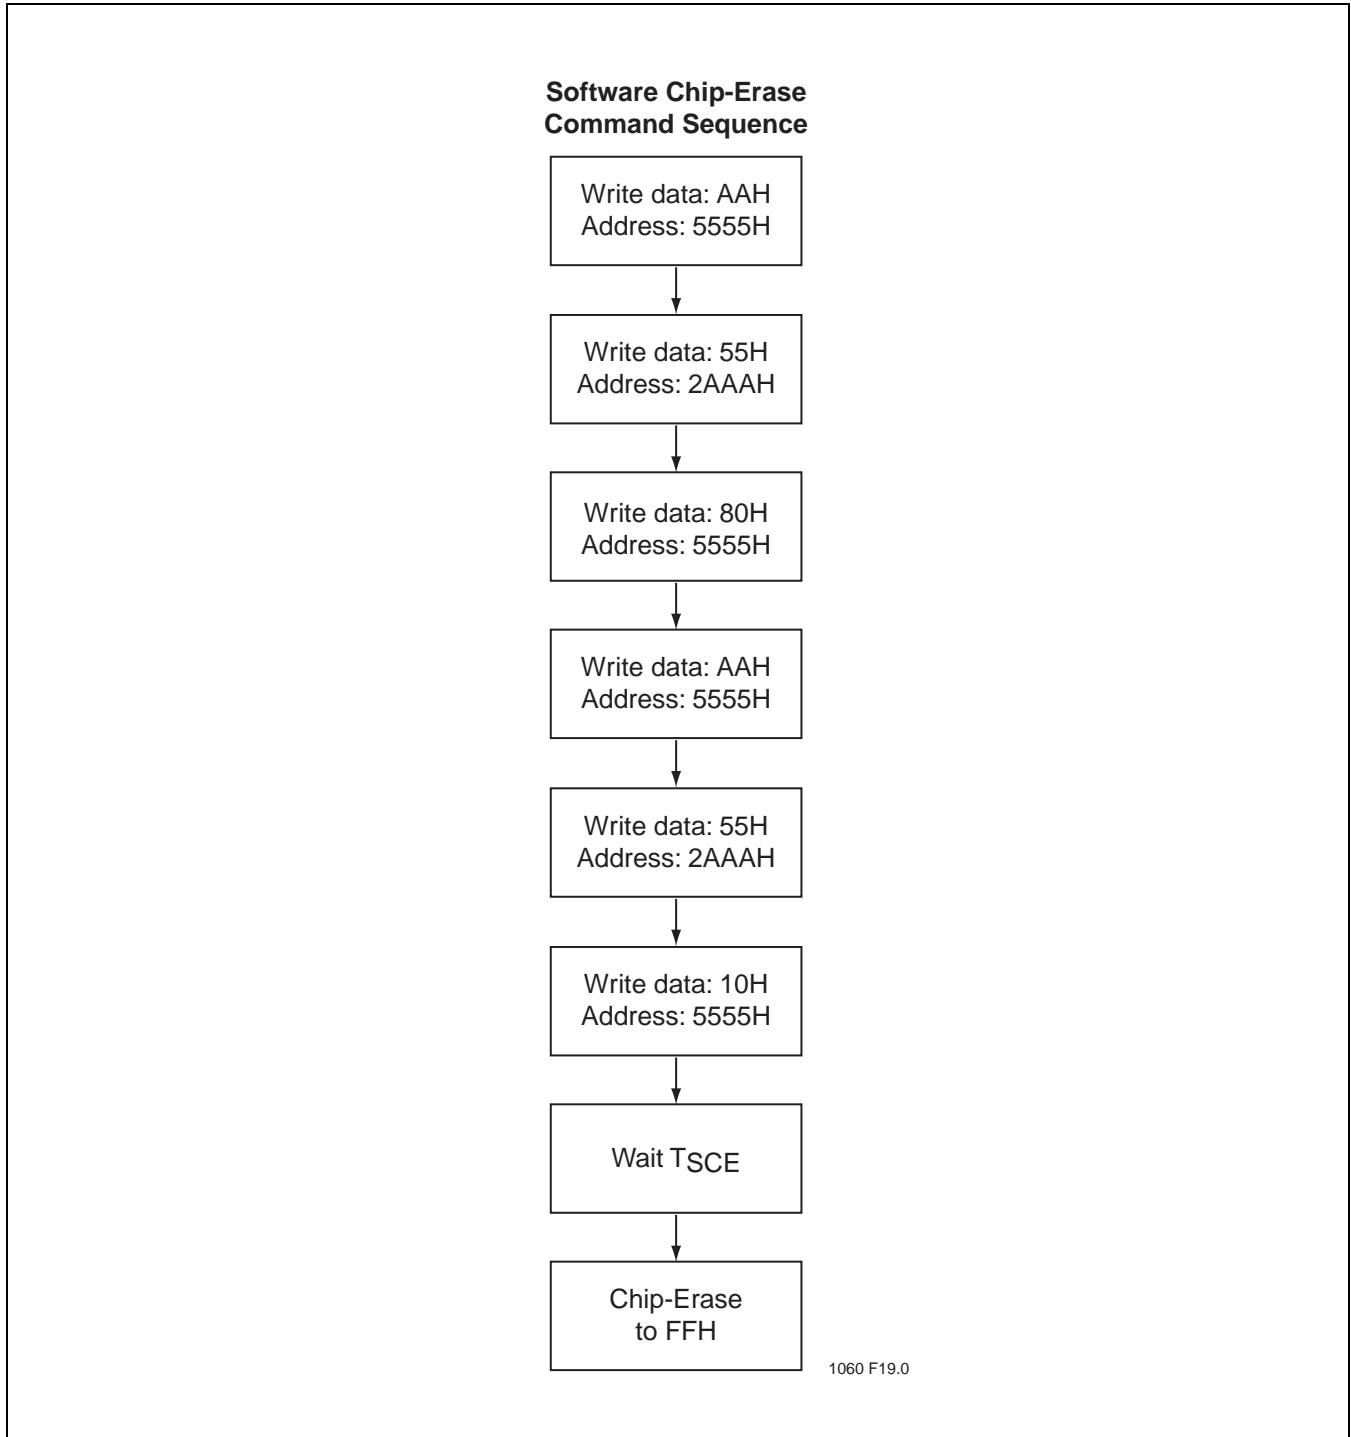 Software Chip-Erase
Command Sequence
Write data: AAH
Address: 5555H
Write data: 55H
Address: 2AAAH
Write data: 80H
Address: 5555H
Write data: AAH
Address: 5555H
Write data: 55H
Address: 2AAAH
Write data: 10H
Address: 5555H
Wait TSCE
Chip-Erase
to FFH
1060 F19.0